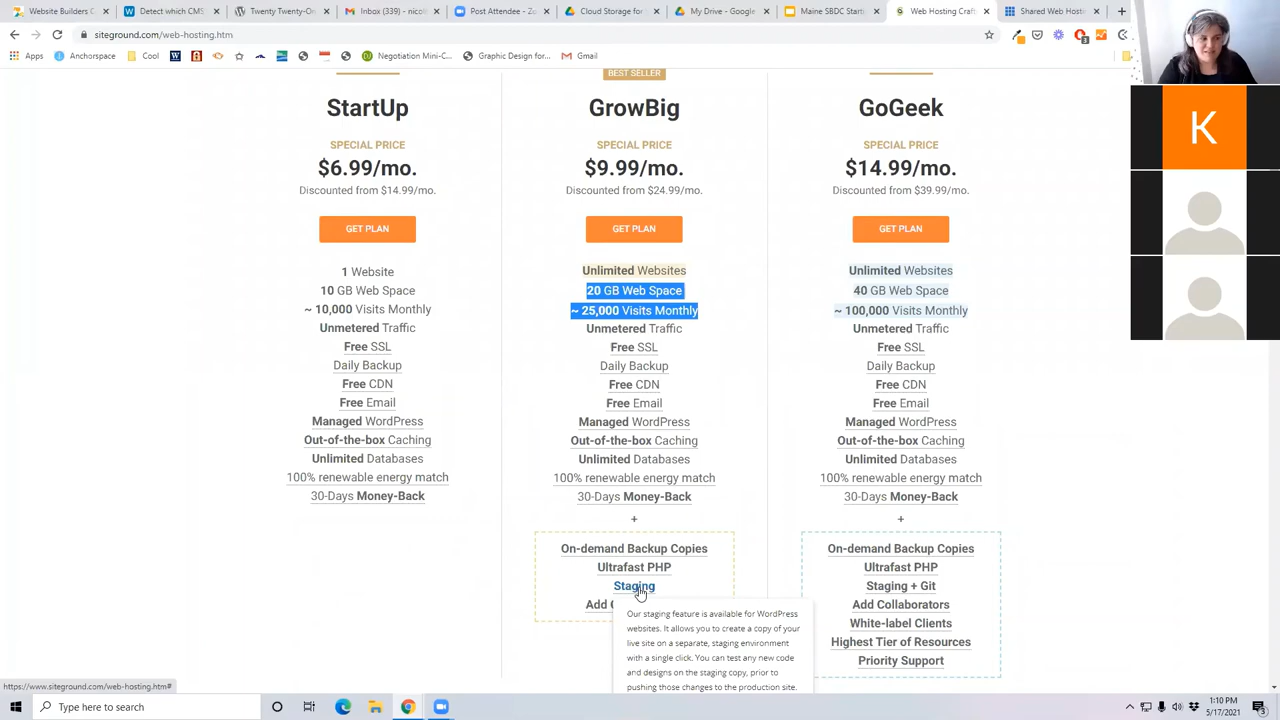 Website Builders C
Detect which CMS
Twenty Twenty-On
Inbox (339) - nicol
Post Attendee - Zo
Cloud Storage for
My Drive - Google
Maine SBDC Starti
Web Hosting Craft
Shared Web Hosti
siteground.com/web-hosting.htm
Apps
Anchorspace
Cool
Negotiation Mini-C...
Graphic Design for...
Gmail
BEST SELLER
StartUp
SPECIAL PRICE
$6.99/mo.
Discounted from $14.99/mo.
GET PLAN
1 Website
10 GB Web Space
~ 10,000 Visits Monthly
Unmetered Traffic
Free SSL
Daily Backup
Free CDN
Free Email
Managed WordPress
Out-of-the-box Caching
Unlimited Databases
100% renewable energy match
30-Days Money-Back
GrowBig
SPECIAL PRICE
$9.99/mo.
Discounted from $24.99/mo.
GET PLAN
Unlimited Websites
20 GB Web Space
~ 25,000 Visits Monthly
Unmetered Traffic
Free SSL
Daily Backup
Free CDN
Free Email
Managed WordPress
Out-of-the-box Caching
Unlimited Databases
100% renewable energy match
30-Days Money-Back
+
On-demand Backup Copies
Ultrafast PHP
Staging
Add C
Our staging feature is available for WordPress
websites. It allows you to create a copy of your
live site on a separate, staging environment
with a single click. You can test any new code
and designs on the staging copy, prior to
pushing those changes to the production site.
GoGeek
SPECIAL PRICE
$14.99/mo.
Discounted from $39.99/mo.
GET PLAN
Unlimited Websites
40 GB Web Space
~ 100,000 Visits Monthly
Unmetered Traffic
Free SSL
Daily Backup
Free CDN
Free Email
Managed WordPress
Out-of-the-box Caching
Unlimited Databases
100% renewable energy match
30-Days Money-Back
+
On-demand Backup Copies
Ultrafast PHP
Staging + Git
Add Collaborators
White-label Clients
Highest Tier of Resources
Priority Support
K
https://www.siteground.com/web-hosting.htm#
Type here to search
1:10 PM
5/17/2021
3